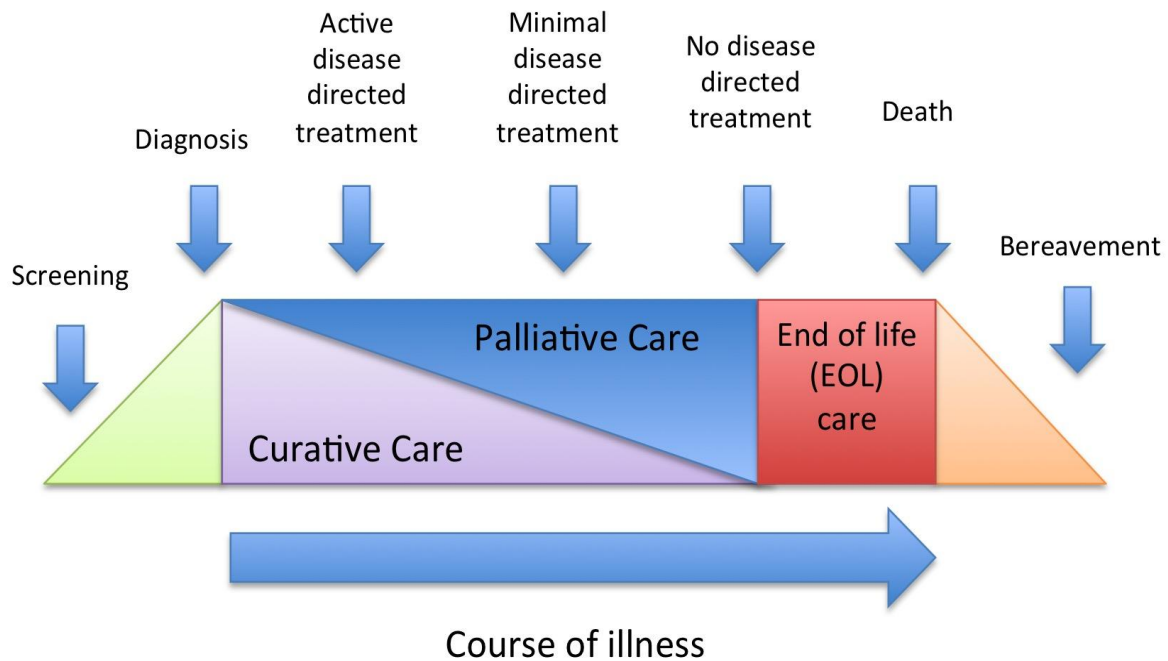 Screening
Diagnosis
Active
disease
directed
treatment
Minimal
disease
directed
treatment
No disease
directed
treatment
Death
Bereavement
Palliative Care
Curative Care
End of life
(EOL)
care
Course of illness